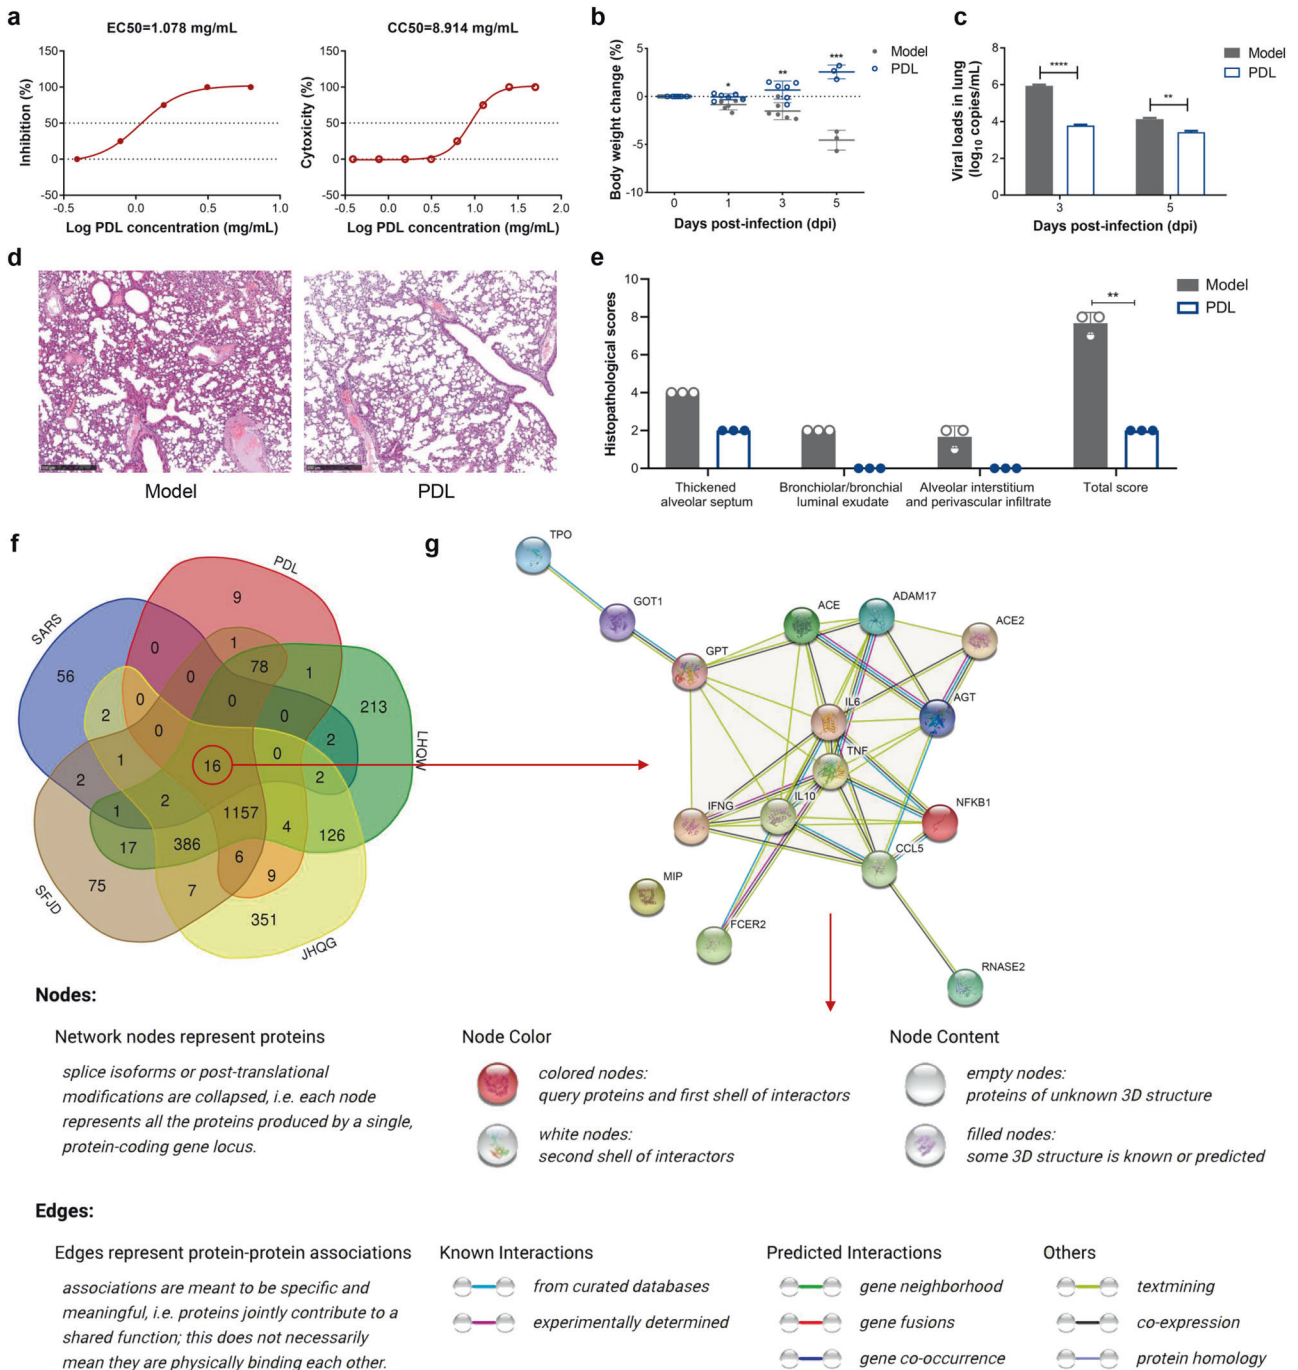 a
EC50=1.078 mg/mL
150
100
50
0
-50
-0.5
0.0
0.5
1.0
Inhibition (%)
Log PDL concentration (mg/mL)
CC50=8.914 mg/mL
150
100
50
0
-50
-0.5
0.0
0.5
1.0
1.5
2.0
Cytoxicity (%)
Log PDL concentration (mg/mL)
b
5
0
-5
-10
0
1
3
5
*
**
***
Body weight change (%)
Days post-infection (dpi)
Model
PDL
c
8
6
4
2
0
3
5
****
**
Viral loads in lung
(log10 copies/mL)
Days post-infection (dpi)
Model
PDL
d
Model
PDL
e
10
8
6
4
2
0
Histopathological scores
**
Model
PDL
Thickened
alveolar septum
Bronchiolar/bronchial
luminal exudate
Alveolar interstitium
and perivascular infiltrate
Total score
f
PDL
SARS
LHQW
SFJD
JHQG
9
1
0
56
0
78
1
213
0
0
0
2
0
2
0
1
16
0
2
2
1
2
1157
4
126
17
386
6
9
75
7
351
g
TPO
GOT1
GPT
ACE
ADAM17
ACE2
IL6
AGT
TNF
IFNG
IL10
NFKB1
CCL5
MIP
FCER2
RNASE2
Nodes:
Network nodes represent proteins
splice isoforms or post-translational
modifications are collapsed, i.e. each node
represents all the proteins produced by a single,
protein-coding gene locus.
Node Color
colored nodes:
query proteins and first shell of interactors
white nodes:
second shell of interactors
Node Content
empty nodes:
proteins of unknown 3D structure
filled nodes:
some 3D structure is known or predicted
Edges:
Edges represent protein-protein associations
associations are meant to be specific and
meaningful, i.e. proteins jointly contribute to a
shared function; this does not necessarily
mean they are physically binding each other.
Known Interactions
from curated databases
experimentally determined
Predicted Interactions
gene neighborhood
gene fusions
gene co-occurrence
Others
textmining
co-expression
protein homology